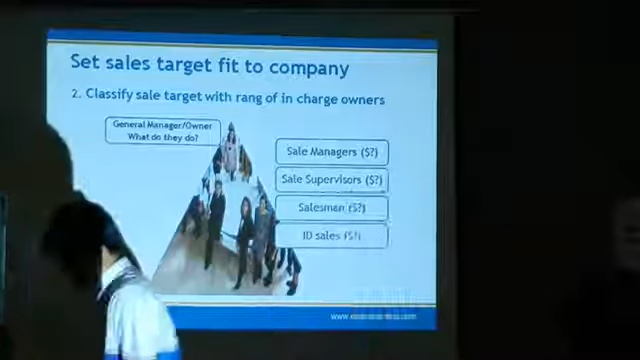 Set sales target fit to company
2. Classify sale target with rang of in charge owners
General Manager/Owner
What do they do?
Sale Managers ($?)
Sale Supervisors ($?)
Salesman ($?)
ID sales ($?)